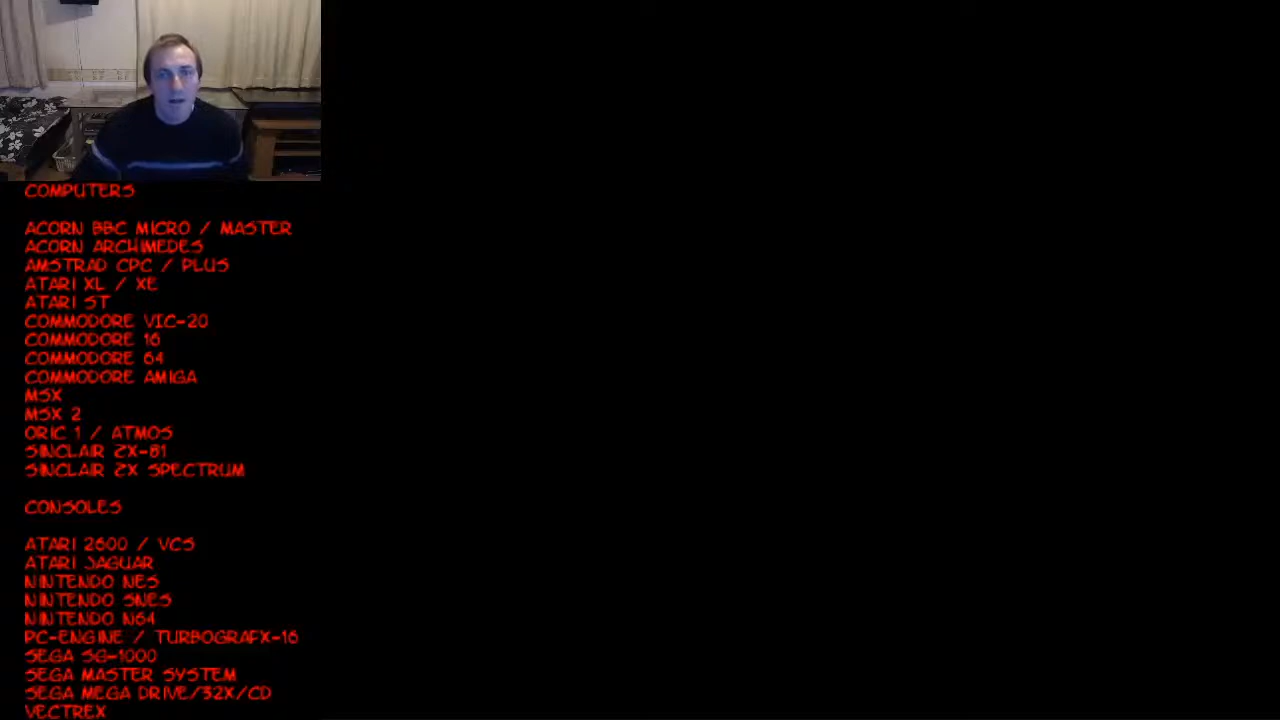 COMPUTERS
ACORN BBC MICRO / MASTER
ACORN ARCHIMEDES
AMSTRAD CPC / PLUS
ATARI XL / XE
ATARI ST
COMMODORE VIC-20
COMMODORE 16
COMMODORE 64
COMMODORE AMIGA
MSX
MSX 2
ORIC 1 / ATMOS
SINCLAIR ZX-81
SINCLAIR ZX SPECTRUM
CONSOLES
ATARI 2600 / VCS
ATARI JAGUAR
NINTENDO NES
NINTENDO SNES
NINTENDO N64
PC-ENGINE / TURBOGRAFX-16
SEGA SG-1000
SEGA MASTER SYSTEM
SEGA MEGA DRIVE/32X/CD
VECTREX